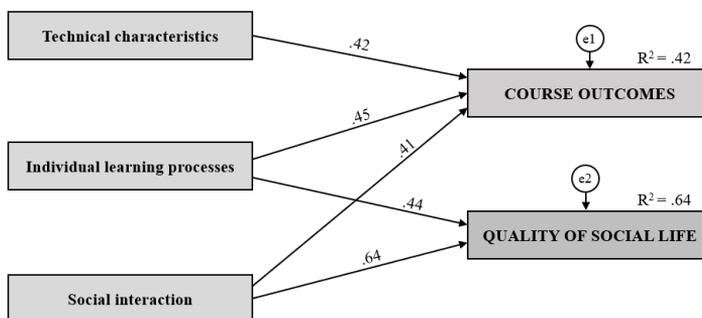 Technical characteristics
.42
e1
R² = .42
COURSE OUTCOMES
.45
.41
Individual learning processes
e2
R² = .64
.44
QUALITY OF SOCIAL LIFE
.64
Social interaction